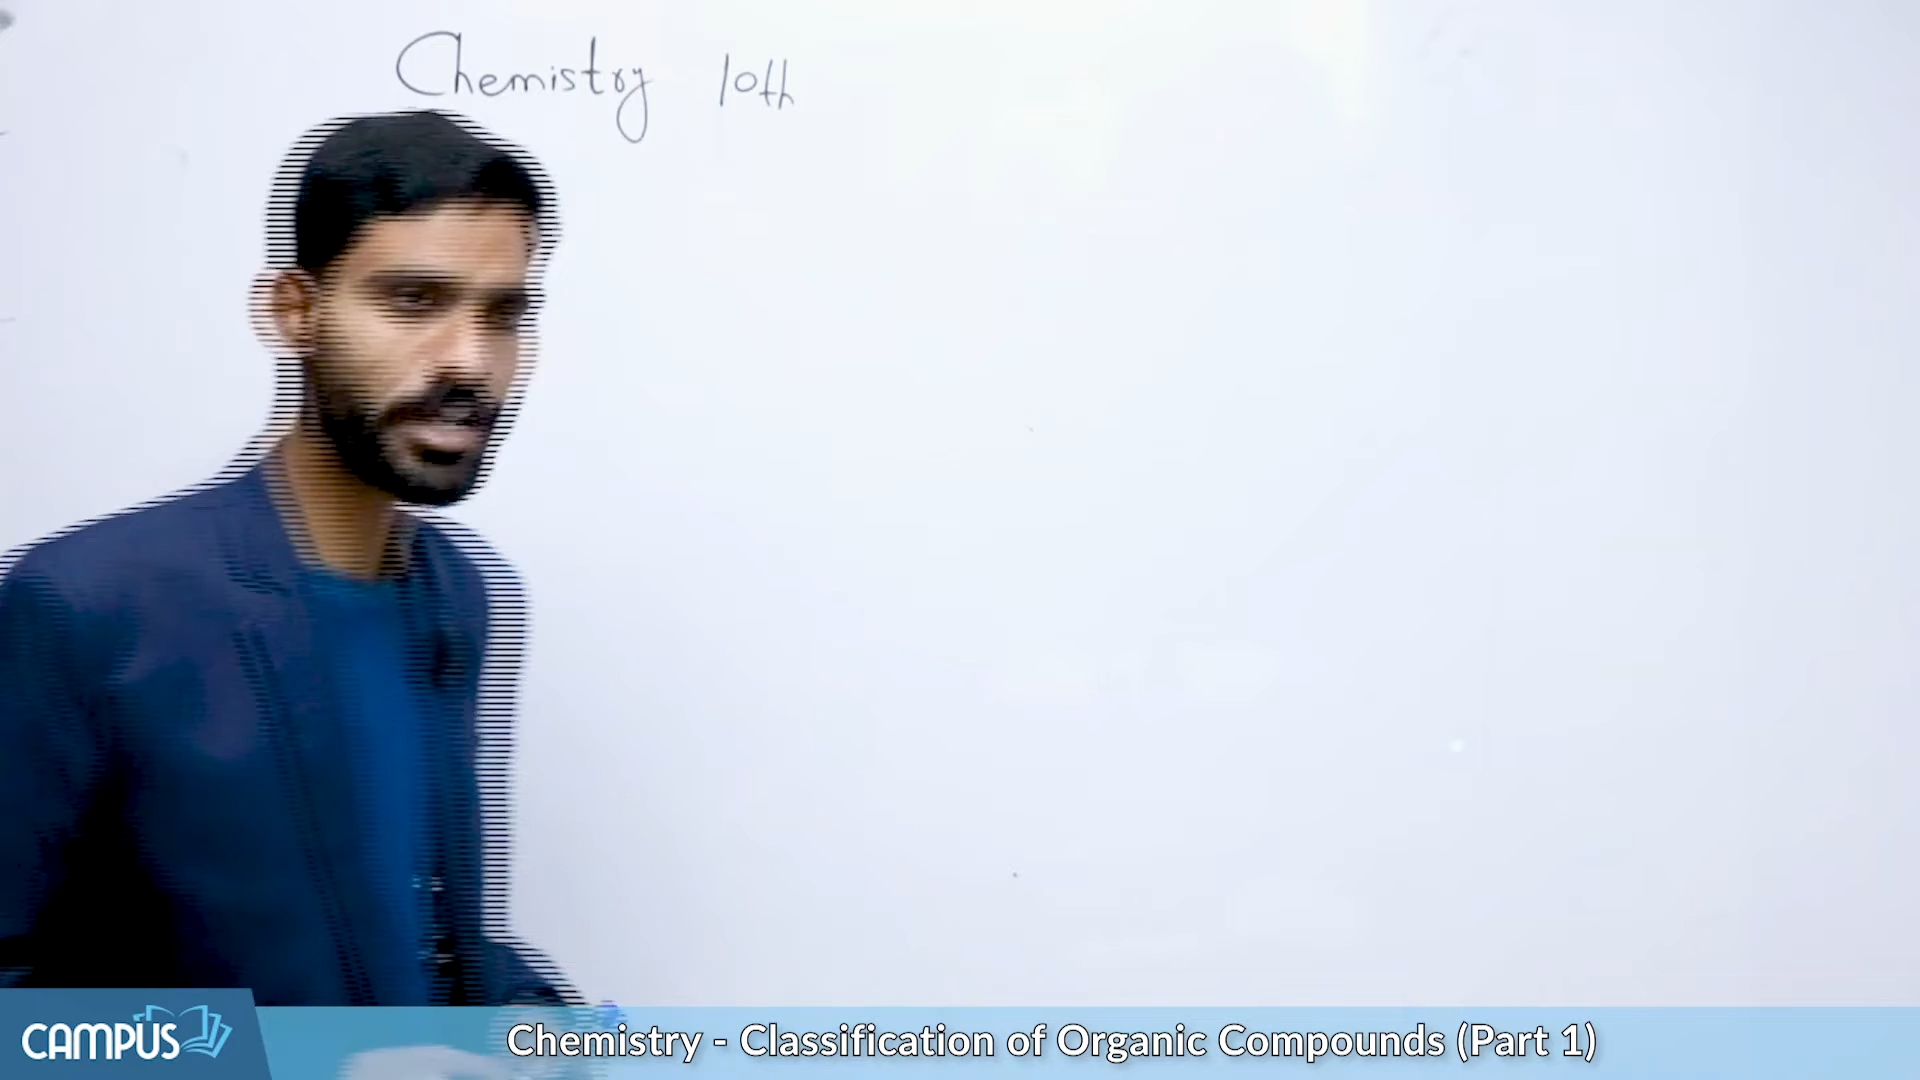 Chemistry 10th
CAMPUS
Chemistry - Classification of Organic Compounds (Part 1)